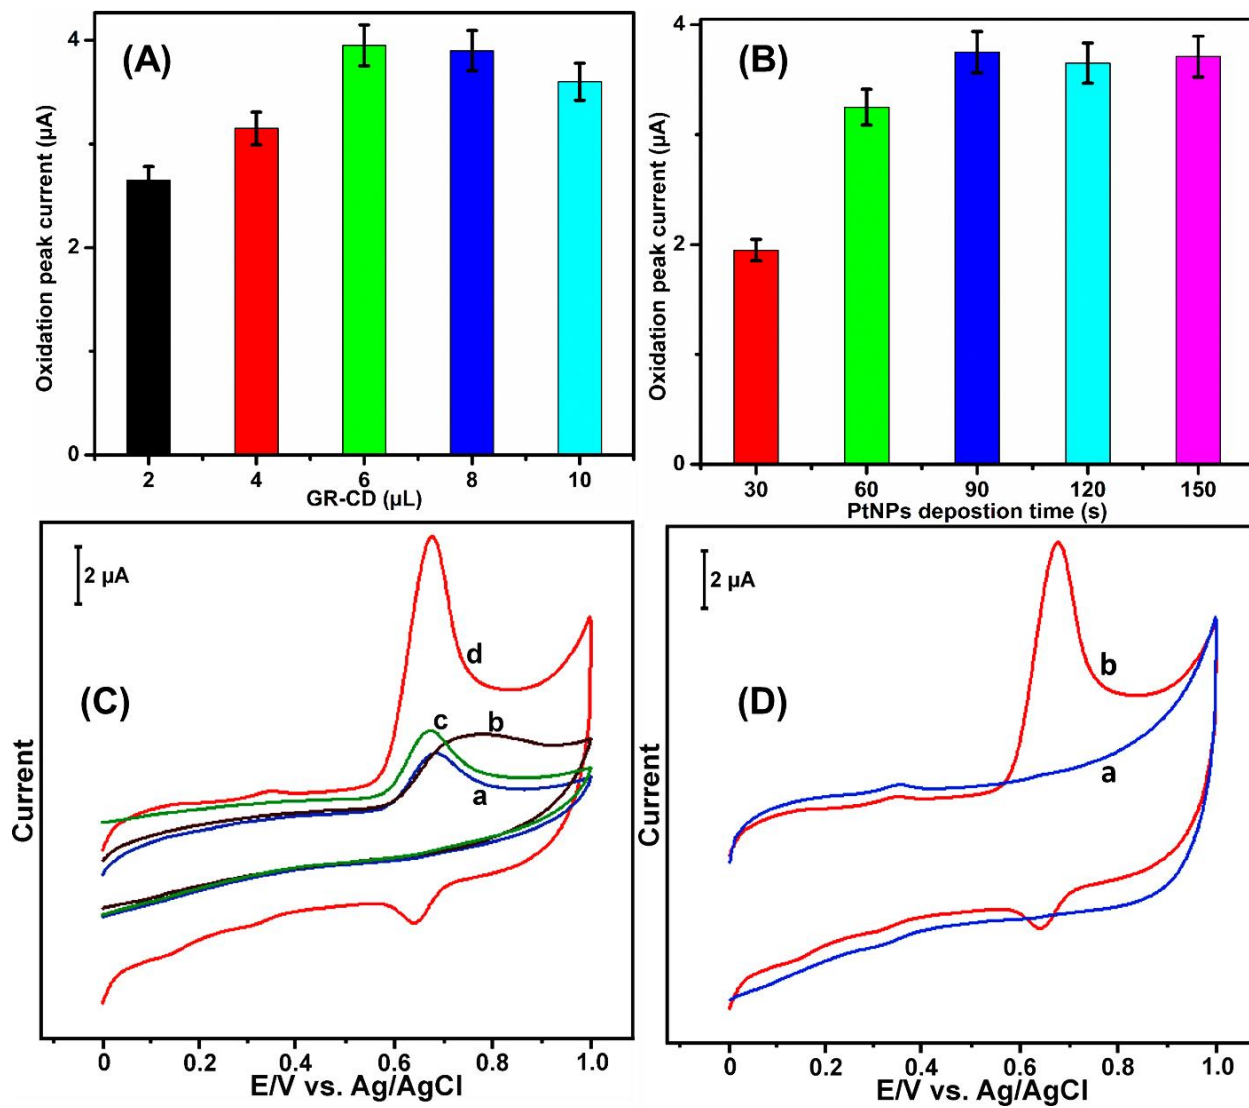 (A)
Oxidation peak current (µA)
4
2
0
2 4 6 8 10
GR-CD (µL)
(B)
Oxidation peak current (µA)
4
2
0
30 60 90 120 150
PtNPs depostion time (s)
2 µA
(C)
d
c
b
a
Current
0 0.2 0.4 0.6 0.8 1.0
E/V vs. Ag/AgCl
2 µA
(D)
b
a
Current
0 0.2 0.4 0.6 0.8 1.0
E/V vs. Ag/AgCl